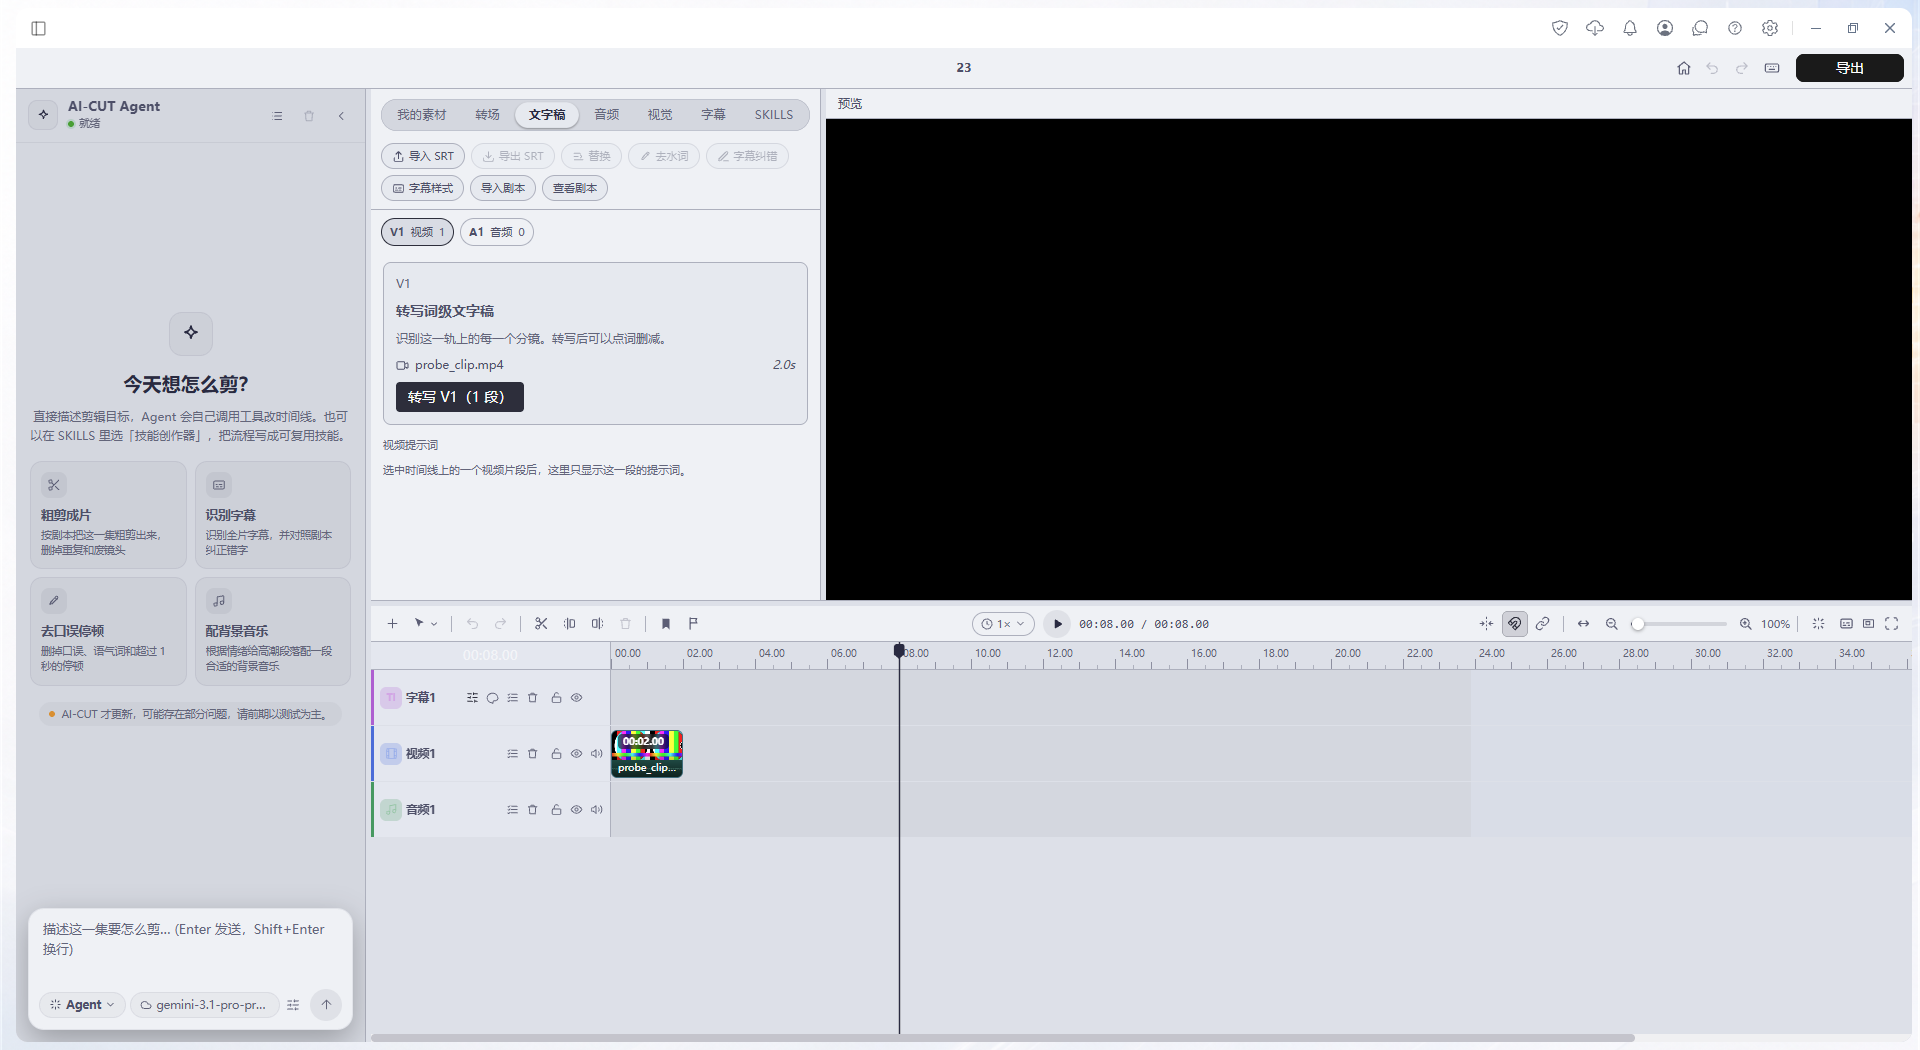 23
导出
AI-CUT Agent
就绪
今天想怎么剪？
直接描述剪辑目标，Agent 会自己调用工具改时间线。也可
以在 SKILLS 里选「技能创作器」，把流程写成可复用技能。
粗剪成片
按剧本把这一集粗剪出来，
删掉重复和废镜头
识别字幕
识别全片字幕，并对照剧本
纠正错字
去口误停顿
删掉口误、语气词和超过 1
秒的停顿
配背景音乐
根据情绪给高潮段落配一段
合适的背景音乐
AI-CUT 才更新，可能存在部分问题，请前期以测试为主。
描述这一集要怎么剪... (Enter 发送，Shift+Enter
换行)
Agent
gemini-3.1-pro-pr...
我的素材 转场 文字稿 音频 视觉 字幕 SKILLS
导入 SRT 导出 SRT 替换 去水词 字幕纠错
字幕样式 导入剧本 查看剧本
V1 视频 1 A1 音频 0
V1
转写词级文字稿
识别这一轨上的每一个分镜。转写后可以点词删减。
probe_clip.mp4 2.0s
转写 V1（1 段）
视频提示词
选中时间线上的一个视频片段后，这里只显示这一段的提示词。
预览
1× 00:08.00 / 00:08.00 100%
00:08.00
00.00 02.00 04.00 06.00 08.00 10.00 12.00 14.00 16.00 18.00 20.00 22.00 24.00 26.00 28.00 30.00 32.00 34.00
字幕1
视频1
00:02.00
probe_clip...
音频1